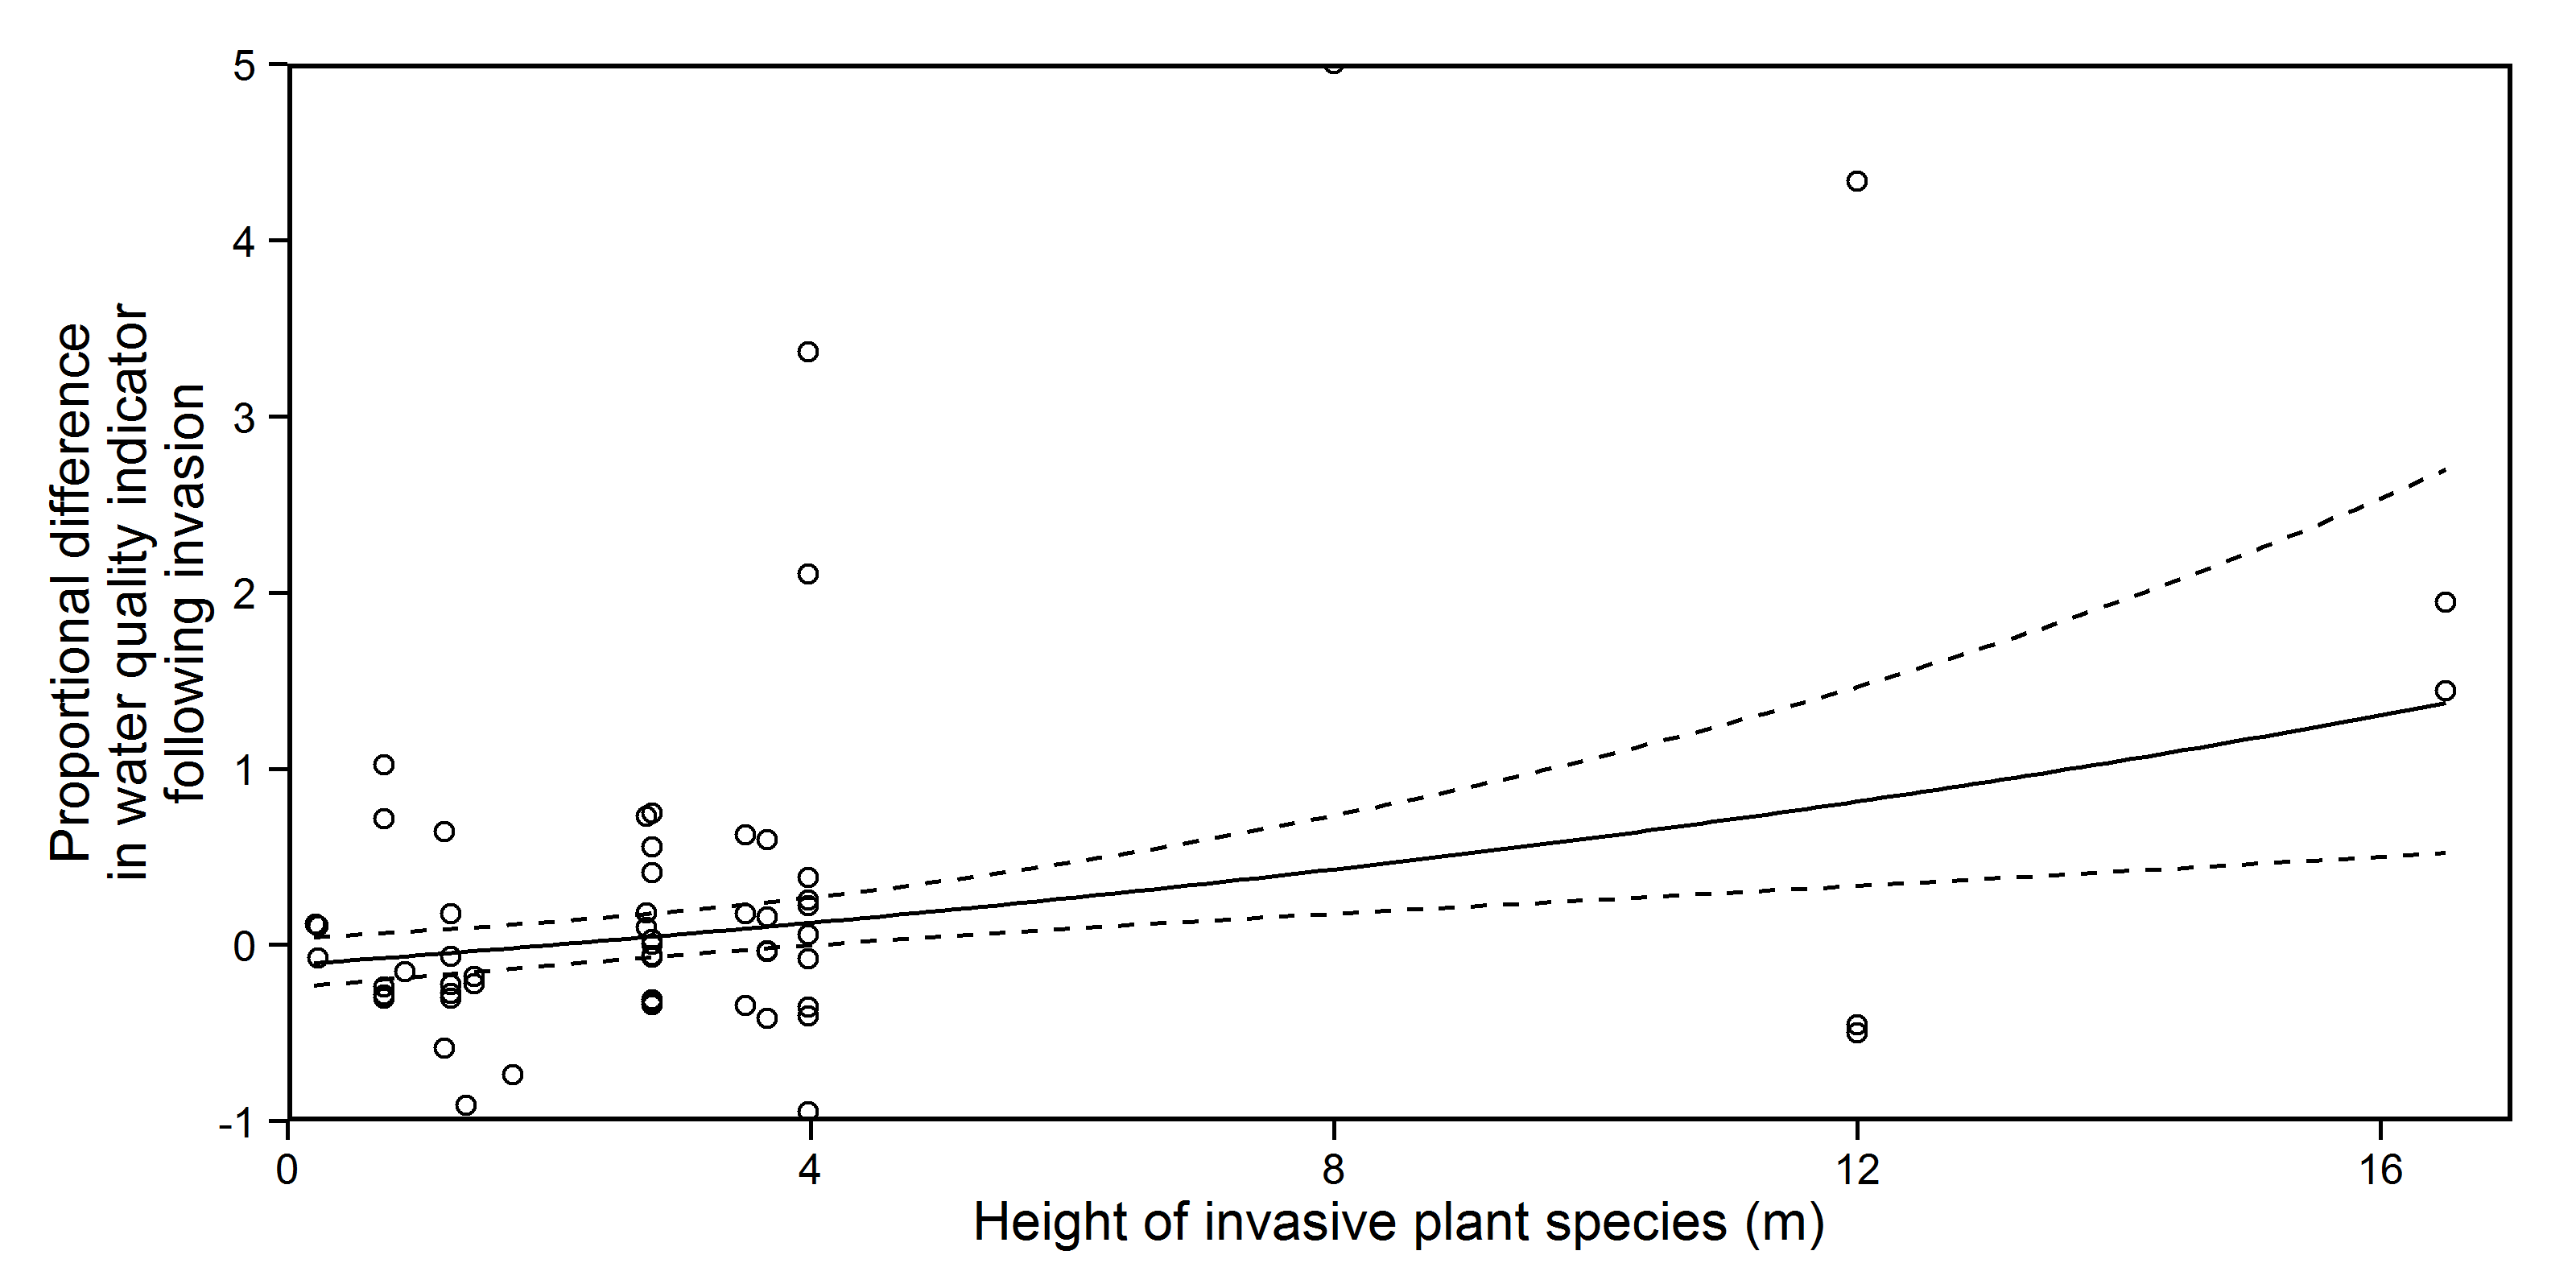 Proportional difference
in water quality indicator
following invasion
5
4
3
2
1
0
-1
0 4 8 12 16
Height of invasive plant species (m)